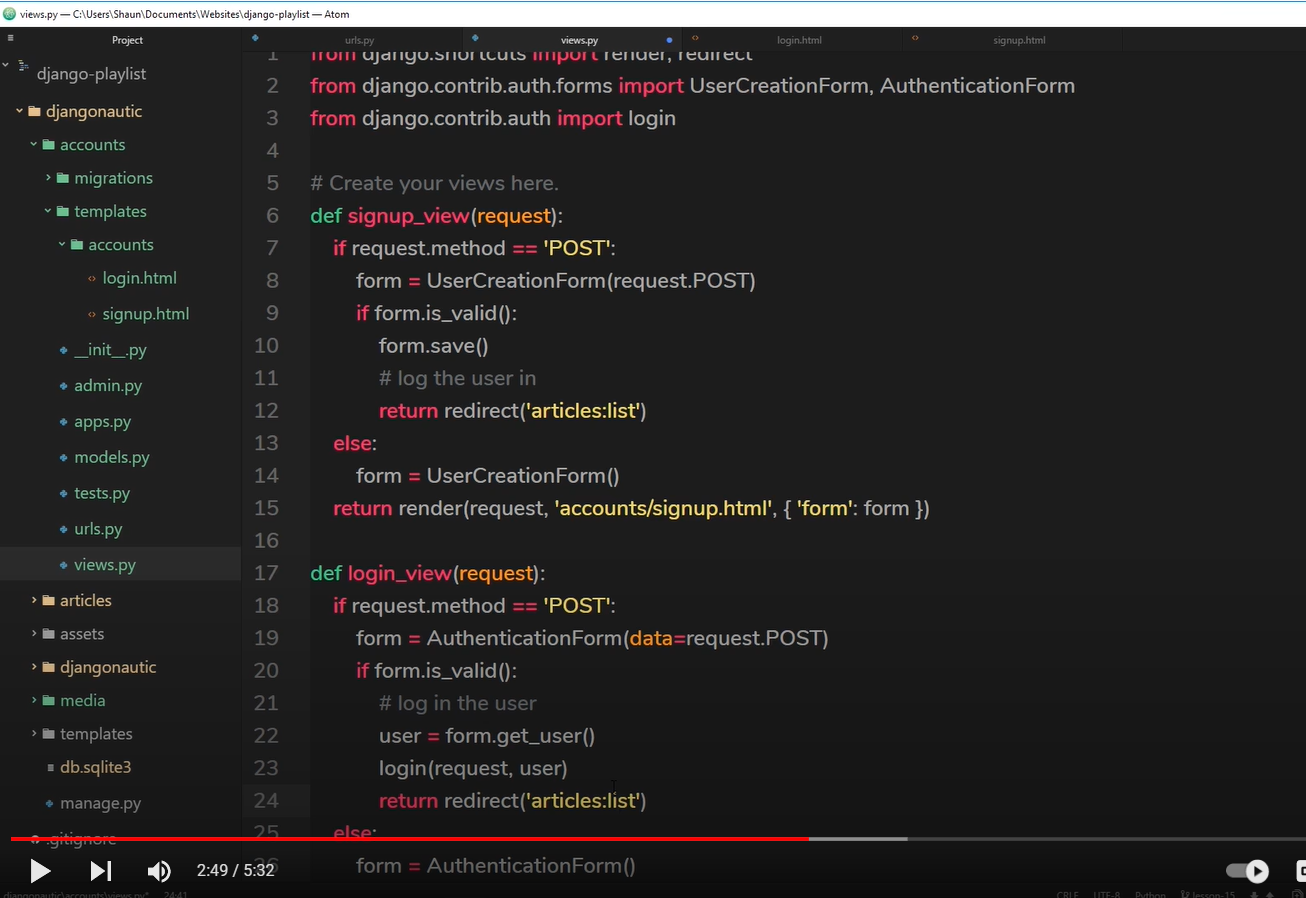 views.py — C:\Users\Shaun\Documents\Websites\django-playlist — Atom
Project
urls.py
views.py
login.html
signup.html
django-playlist
djangonautic
accounts
migrations
templates
accounts
login.html
signup.html
__init__.py
admin.py
apps.py
models.py
tests.py
urls.py
views.py
articles
assets
djangonautic
media
templates
db.sqlite3
manage.py
.gitignore
1 from django.shortcuts import render, redirect
2 from django.contrib.auth.forms import UserCreationForm, AuthenticationForm
3 from django.contrib.auth import login
4
5 # Create your views here.
6 def signup_view(request):
7 if request.method == 'POST':
8 form = UserCreationForm(request.POST)
9 if form.is_valid():
10 form.save()
11 # log the user in
12 return redirect('articles:list')
13 else:
14 form = UserCreationForm()
15 return render(request, 'accounts/signup.html', { 'form': form })
16
17 def login_view(request):
18 if request.method == 'POST':
19 form = AuthenticationForm(data=request.POST)
20 if form.is_valid():
21 # log in the user
22 user = form.get_user()
23 login(request, user)
24 return redirect('articles:list')
25 else:
26 form = AuthenticationForm()
2:49 / 5:32
djangonautic\accounts\views.py* 24:41
CRLF UTF-8 Python lesson-15